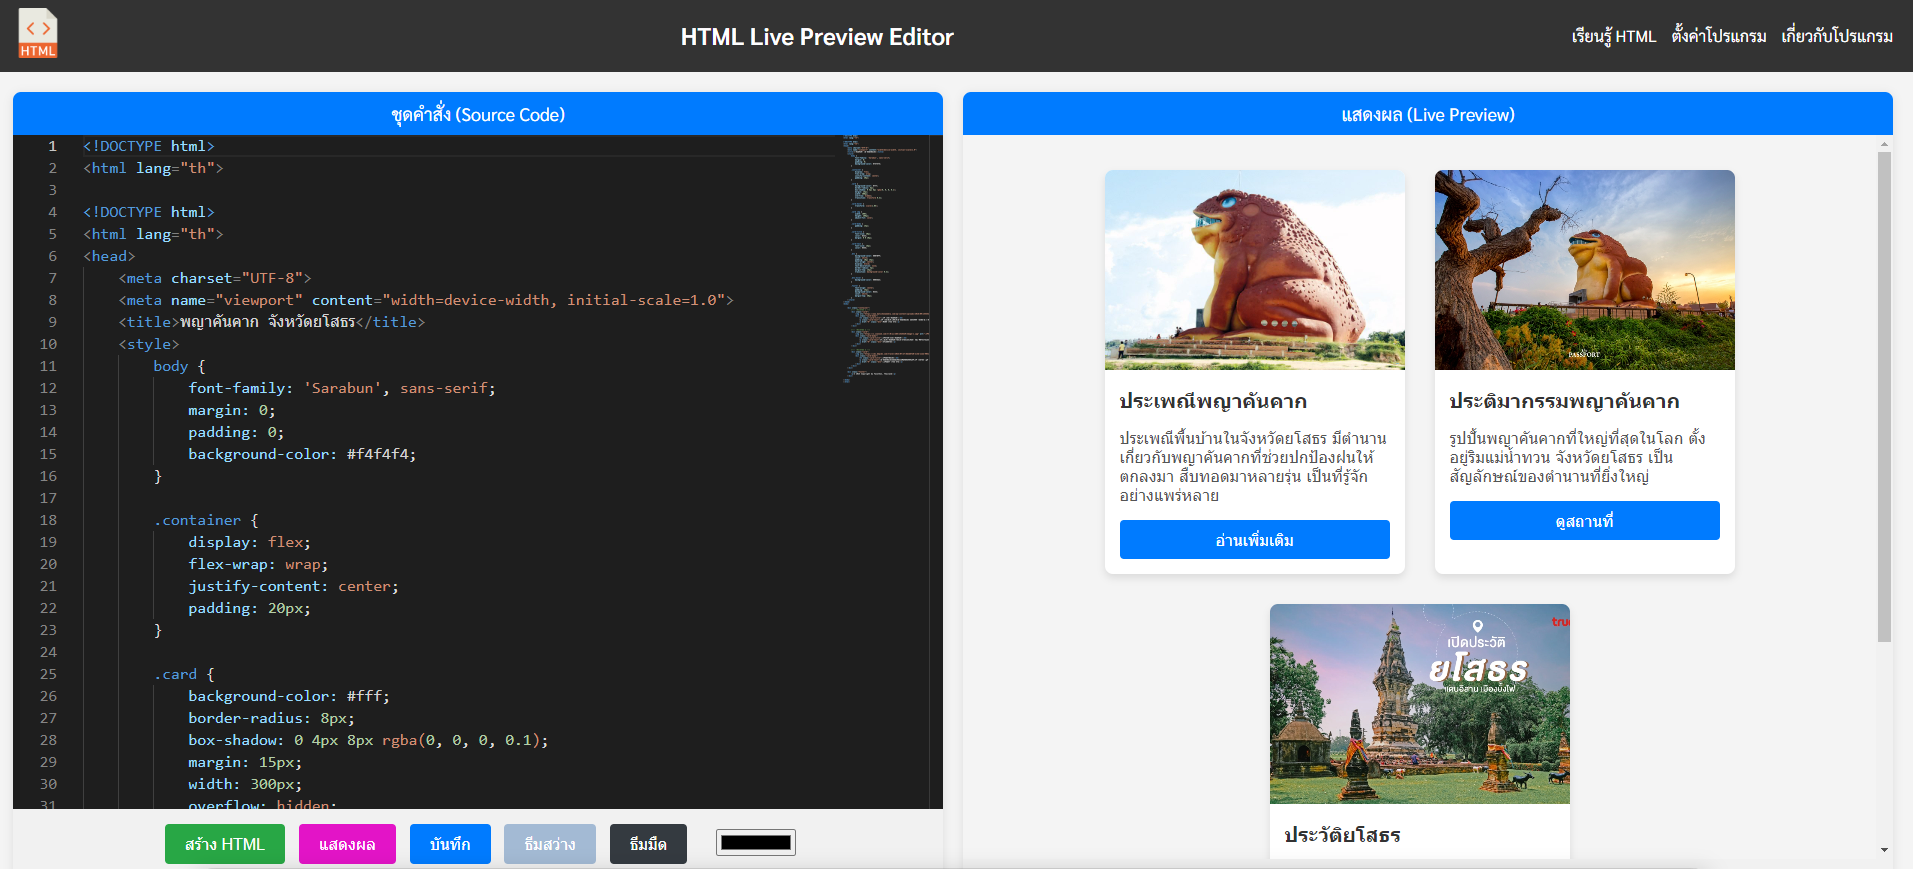 HTML
HTML Live Preview Editor
เรียนรู้ HTML ตั้งค่าโปรแกรม เกี่ยวกับโปรแกรม
ชุดคำสั่ง (Source Code)
1 <!DOCTYPE html>
2 <html lang="th">
3
4 <!DOCTYPE html>
5 <html lang="th">
6 <head>
7 <meta charset="UTF-8">
8 <meta name="viewport" content="width=device-width, initial-scale=1.0">
9 <title>พญาคันคาก จังหวัดยโสธร</title>
10 <style>
11 body {
12 font-family: 'Sarabun', sans-serif;
13 margin: 0;
14 padding: 0;
15 background-color: #f4f4f4;
16 }
17
18 .container {
19 display: flex;
20 flex-wrap: wrap;
21 justify-content: center;
22 padding: 20px;
23 }
24
25 .card {
26 background-color: #fff;
27 border-radius: 8px;
28 box-shadow: 0 4px 8px rgba(0, 0, 0, 0.1);
29 margin: 15px;
30 width: 300px;
31 overflow: hidden;
สร้าง HTML แสดงผล บันทึก ธีมสว่าง ธีมมืด
แสดงผล (Live Preview)
ประเพณีพญาคันคาก
ประเพณีพื้นบ้านในจังหวัดยโสธร มีตำนาน
เกี่ยวกับพญาคันคากที่ช่วยปกป้องฝนให้
ตกลงมา สืบทอดมาหลายรุ่น เป็นที่รู้จัก
อย่างแพร่หลาย
อ่านเพิ่มเติม
PASSPORT
ประติมากรรมพญาคันคาก
รูปปั้นพญาคันคากที่ใหญ่ที่สุดในโลก ตั้ง
อยู่ริมแม่น้ำทวน จังหวัดยโสธร เป็น
สัญลักษณ์ของตำนานที่ยิ่งใหญ่
ดูสถานที่
true
เปิดประวัติ
ยโสธร
แดนอีสาน เมืองบั้งไฟ
ประวัติยโสธร